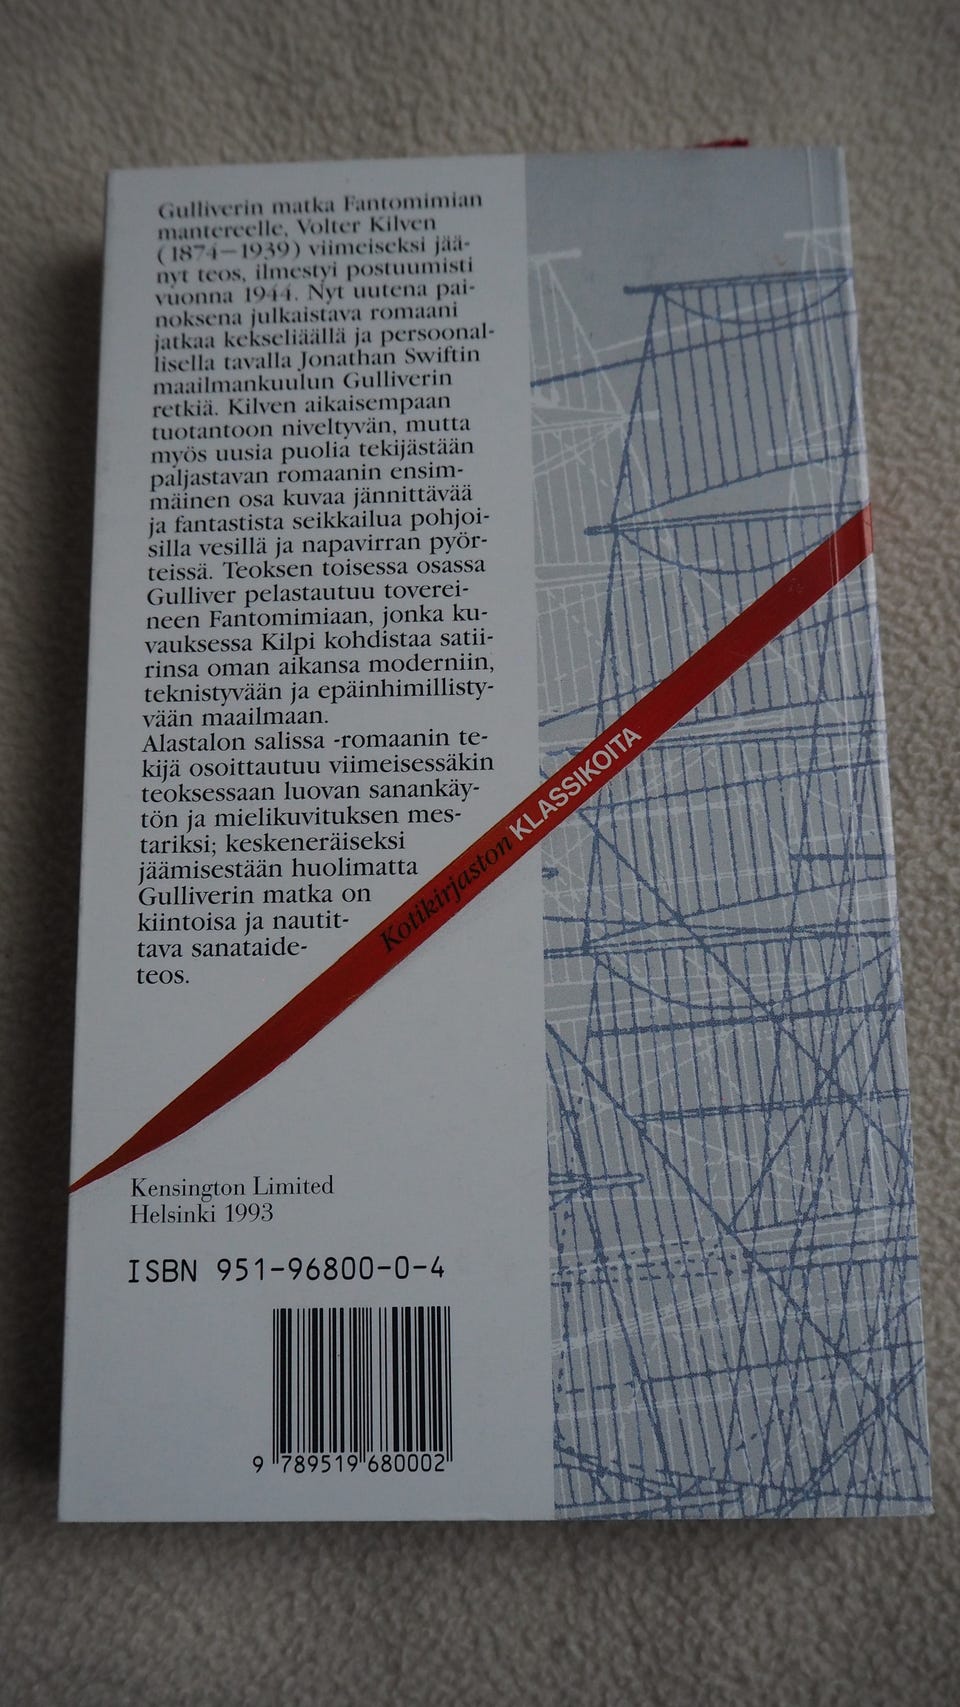 Gulliverin matka Fantomimian
mantereelle, Volter Kilven
(1874—1939) viimeiseksi jää-
nyt teos, ilmestyi postuumisti
vuonna 1944. Nyt uutena pai-
noksena julkaistava romaani
jatkaa kekseliäällä ja persoonal-
lisella tavalla Jonathan Swiftin
maailmankuulun Gulliverin
retkiä. Kilven aikaisempaan
tuotantoon niveltyvän, mutta
myös uusia puolia tekijästään
paljastavan romaanin ensim-
mäinen osa kuvaa jännittävää
ja fantastista seikkailua pohjoi-
silla vesillä ja napavirran pyör-
teissä. Teoksen toisessa osassa
Gulliver pelastautuu toverei-
neen Fantomimiaan, jonka ku-
vauksessa Kilpi kohdistaa satii-
rinsa oman aikansa moderniin,
teknistyvään ja epäinhimillisty-
vään maailmaan.
Alastalon salissa -romaanin te-
kijä osoittautuu viimeisessäkin
teoksessaan luovan sanankäy-
tön ja mielikuvituksen mes-
tariksi; keskeneräiseksi
jäämisestään huolimatta
Gulliverin matka on
kiintoisa ja nautit-
tava sanataide-
teos.
Kotikirjaston KLASSIKOITA
Kensington Limited
Helsinki 1993
ISBN 951-96800-0-4
9 789519 680002